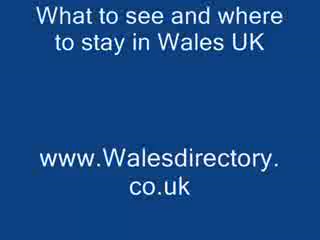 What to see and where
to stay in Wales UK
www.Walesdirectory.
co.uk